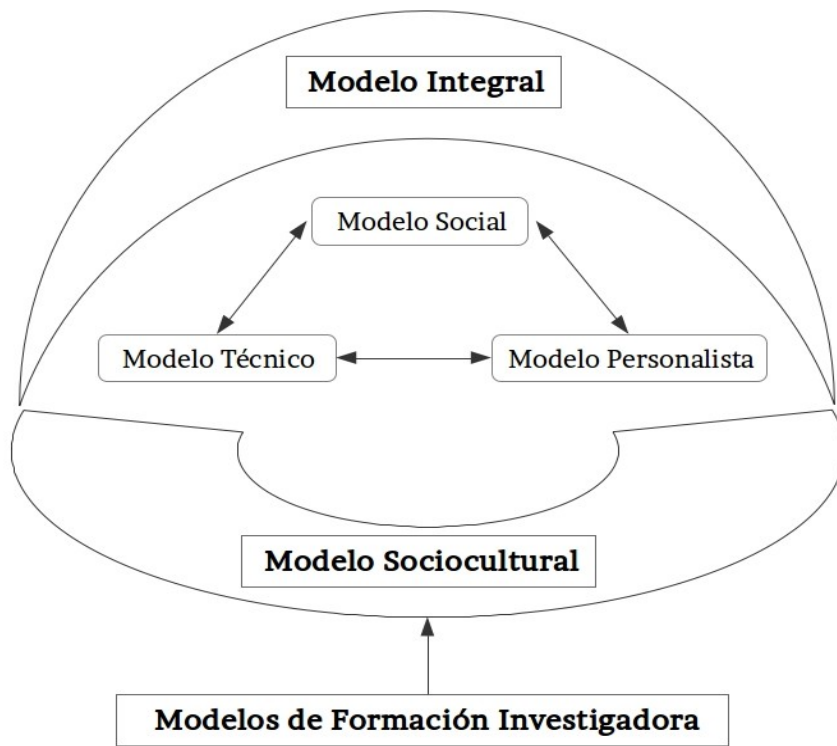 Modelo Integral
Modelo Social
Modelo Técnico
Modelo Personalista
Modelo Sociocultural
Modelos de Formación Investigadora